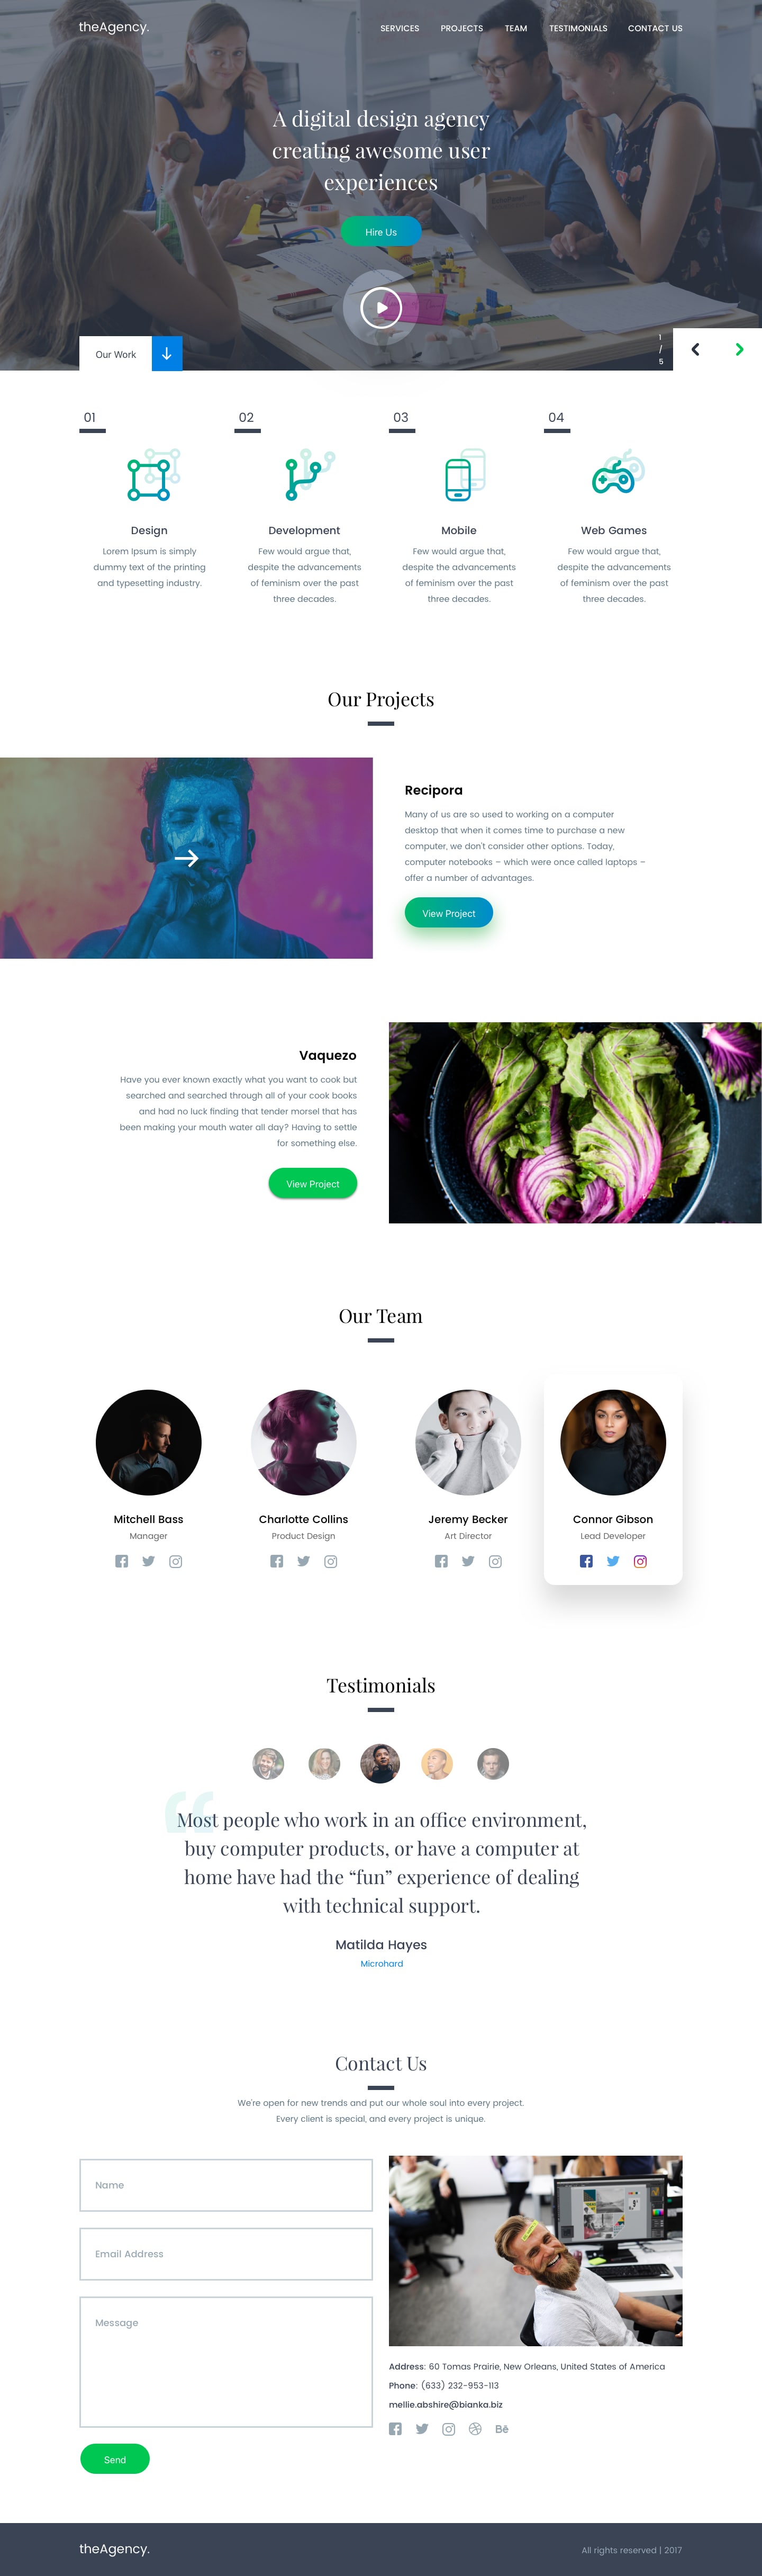 theAgency.
SERVICES PROJECTS TEAM TESTIMONIALS CONTACT US
A digital design agency
creating awesome user
experiences
Hire Us
Our Work
1
/
5
01
Design
Lorem Ipsum is simply
dummy text of the printing
and typesetting industry.
02
Development
Few would argue that,
despite the advancements
of feminism over the past
three decades.
03
Mobile
Few would argue that,
despite the advancements
of feminism over the past
three decades.
04
Web Games
Few would argue that,
despite the advancements
of feminism over the past
three decades.
Our Projects
Recipora
Many of us are so used to working on a computer
desktop that when it comes time to purchase a new
computer, we don't consider other options. Today,
computer notebooks – which were once called laptops –
offer a number of advantages.
View Project
Vaquezo
Have you ever known exactly what you want to cook but
searched and searched through all of your cook books
and had no luck finding that tender morsel that has
been making your mouth water all day? Having to settle
for something else.
View Project
Our Team
Mitchell Bass
Manager
Charlotte Collins
Product Design
Jeremy Becker
Art Director
Connor Gibson
Lead Developer
Testimonials
“
Most people who work in an office environment,
buy computer products, or have a computer at
home have had the “fun” experience of dealing
with technical support.
Matilda Hayes
Microhard
Contact Us
We're open for new trends and put our whole soul into every project.
Every client is special, and every project is unique.
Name
Email Address
Message
Send
Address: 60 Tomas Prairie, New Orleans, United States of America
Phone: (633) 232-953-113
mellie.abshire@bianka.biz
Bē
theAgency.
All rights reserved | 2017